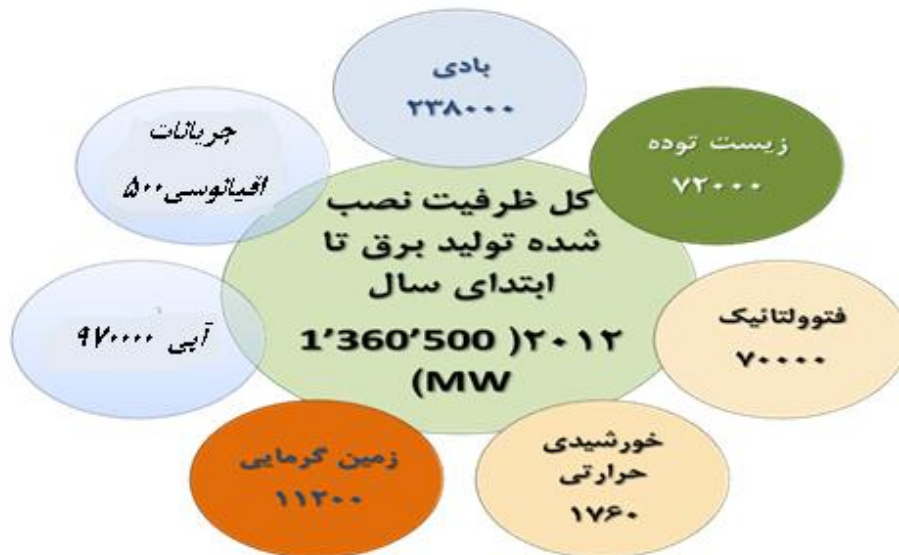 بادی
۲۳۸۰۰۰
زیست توده
۷۲۰۰۰
فتوولتائیک
۷۰۰۰۰
خورشیدی
حرارتی
۱۷۶۰
زمین گرمایی
۱۱۲۰۰
آبی ۹۷۰۰۰۰
جریانات
اقیانوسی۵۰۰
کل ظرفیت نصب
شده تولید برق تا
ابتدای سال
۲۰۱۲( 1’360’500
(MW